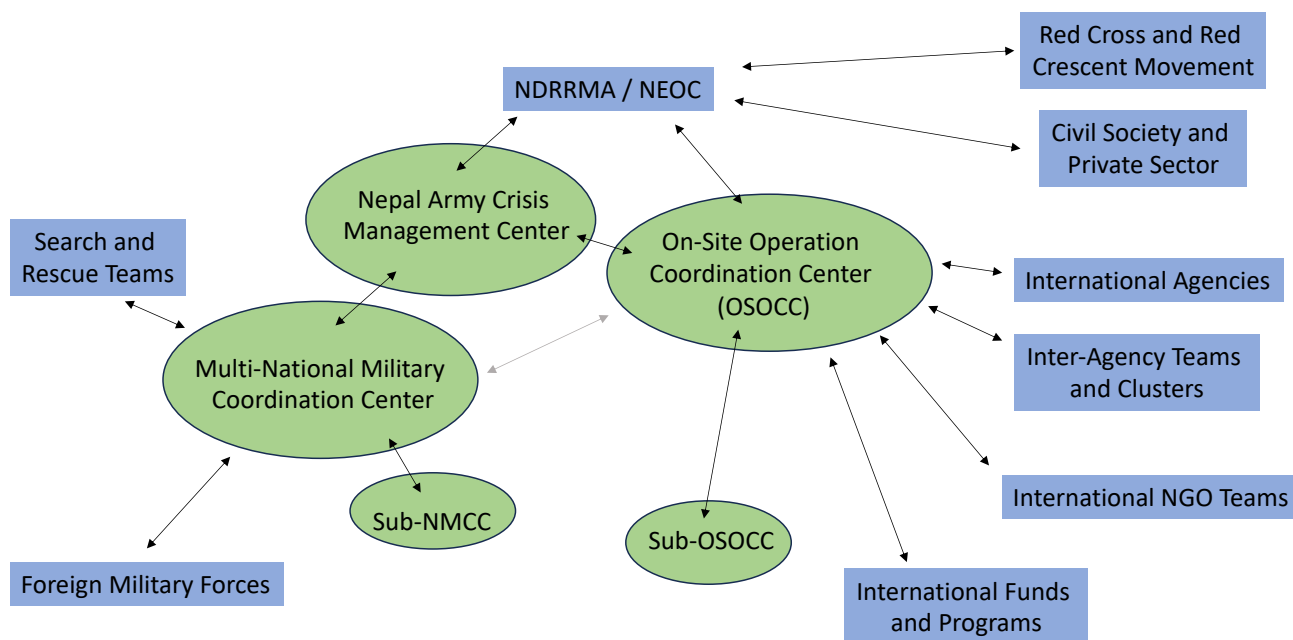 Red Cross and Red
Crescent Movement
NDRRMA / NEOC
Civil Society and
Private Sector
Nepal Army Crisis
Management Center
Search and
Rescue Teams
On-Site Operation
Coordination Center
(OSOCC)
International Agencies
Multi-National Military
Coordination Center
Inter-Agency Teams
and Clusters
International NGO Teams
Sub-NMCC
Sub-OSOCC
Foreign Military Forces
International Funds
and Programs